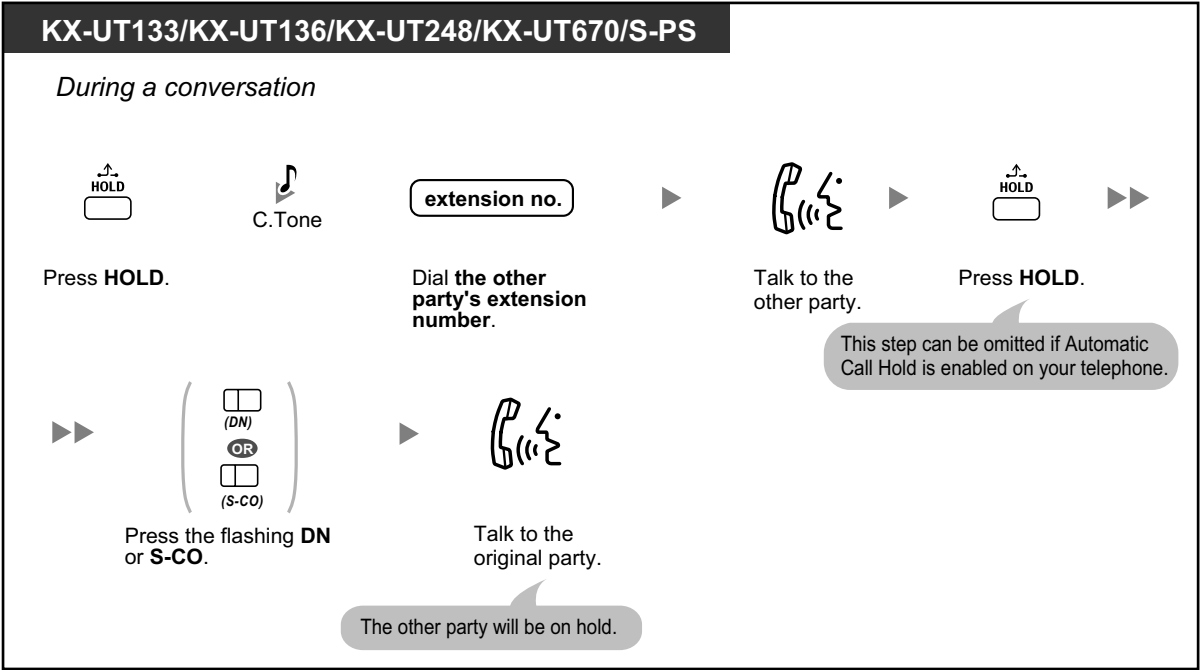 KX-UT133/KX-UT136/KX-UT248/KX-UT670/S-PS
During a conversation
HOLD
C.Tone
extension no.
HOLD
Press HOLD.
Dial the other
party's extension
number.
Talk to the
other party.
Press HOLD.
This step can be omitted if Automatic
Call Hold is enabled on your telephone.
(DN)
OR
(S-CO)
Press the flashing DN
or S-CO.
Talk to the
original party.
The other party will be on hold.